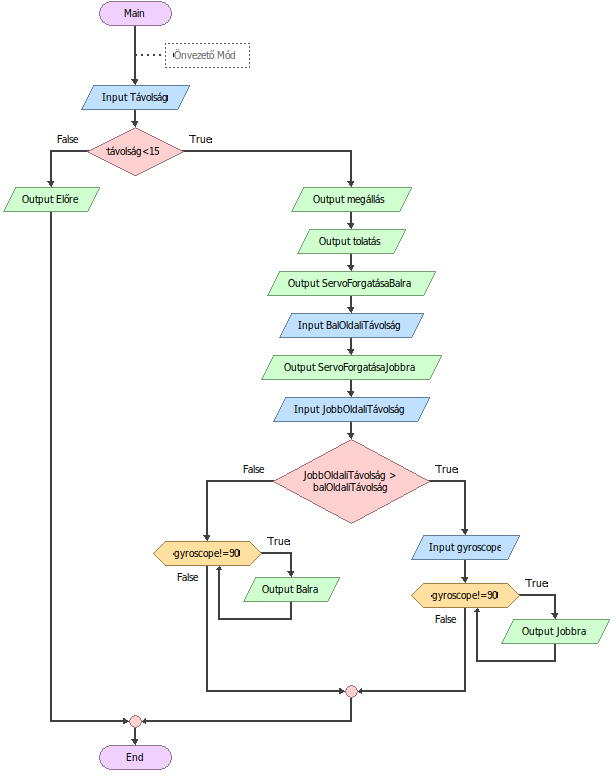 Main
Önvezető Mód
Input Távolság
False
távolság<15
True
Output Előre
Output megállás
Output tolatás
Output ServoForgatásaBalra
Input BalOldaliTávolság
Output ServoForgatásaJobbra
Input JobbOldaliTávolság
False
JobbOldaliTávolság >
balOldaliTávolság
True
gyroscope!=90
True
False
Output Balra
Input gyroscope
gyroscope!=90
True
False
Output Jobbra
End